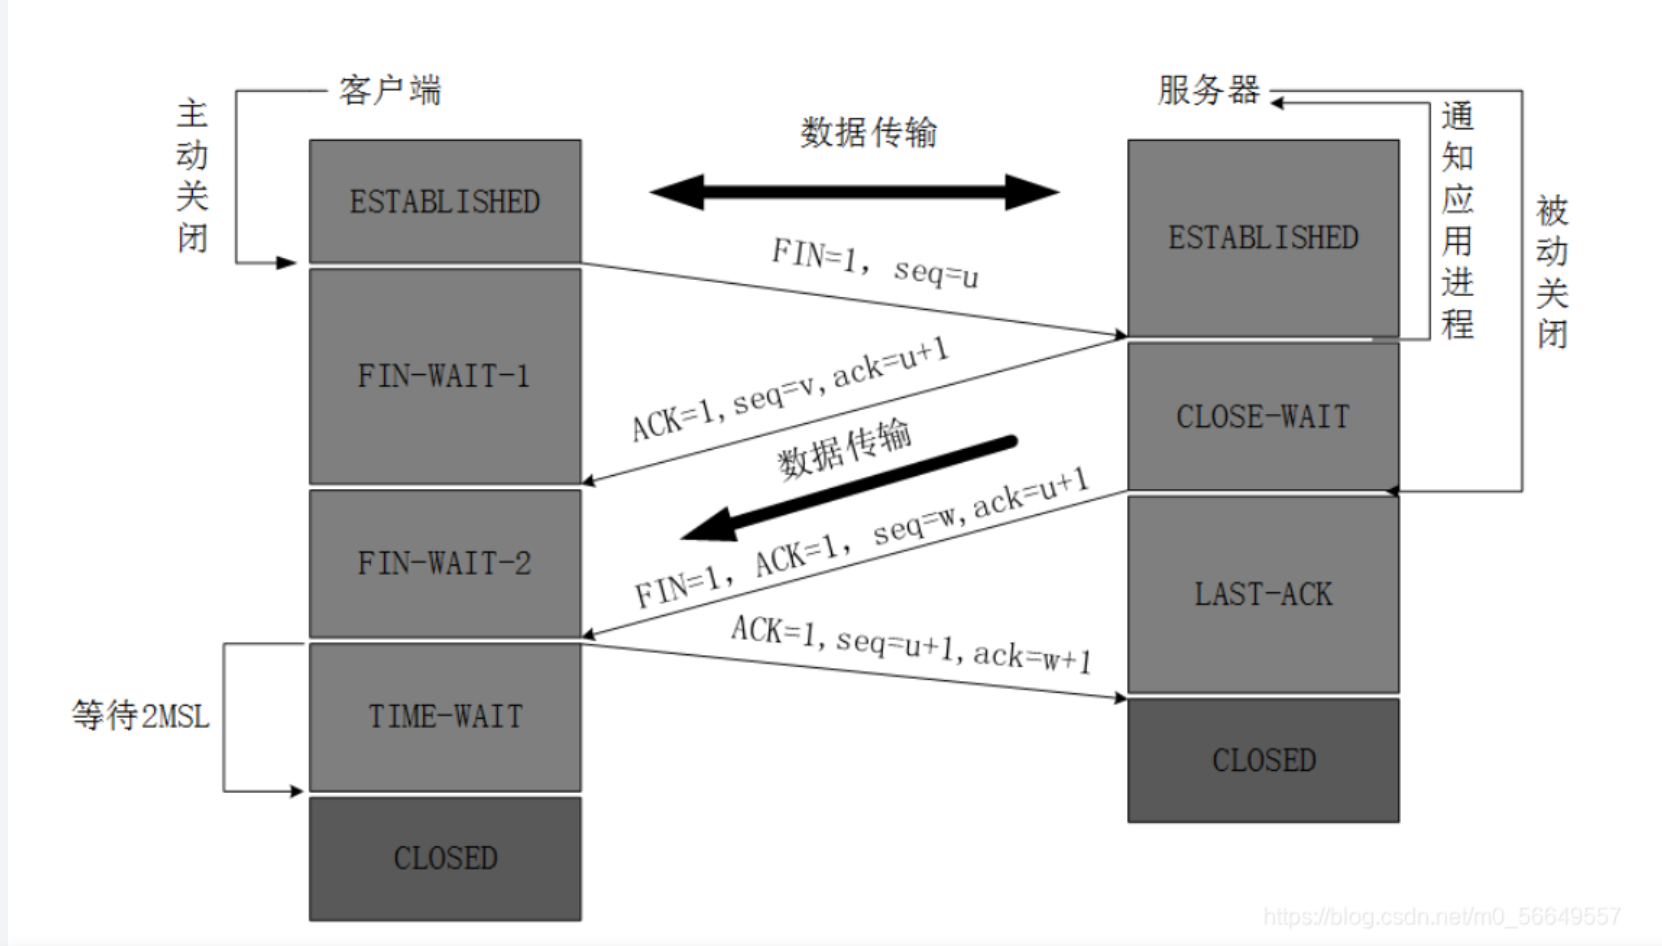 客户端
服务器
主动关闭
数据传输
通知应用进程
被动关闭
ESTABLISHED
ESTABLISHED
FIN=1, seq=u
FIN-WAIT-1
ACK=1,seq=v,ack=u+1
CLOSE-WAIT
数据传输
FIN-WAIT-2
FIN=1, ACK=1, seq=w,ack=u+1
LAST-ACK
ACK=1,seq=u+1,ack=w+1
等待2MSL
TIME-WAIT
CLOSED
CLOSED
https://blog.csdn.net/m0_56649557